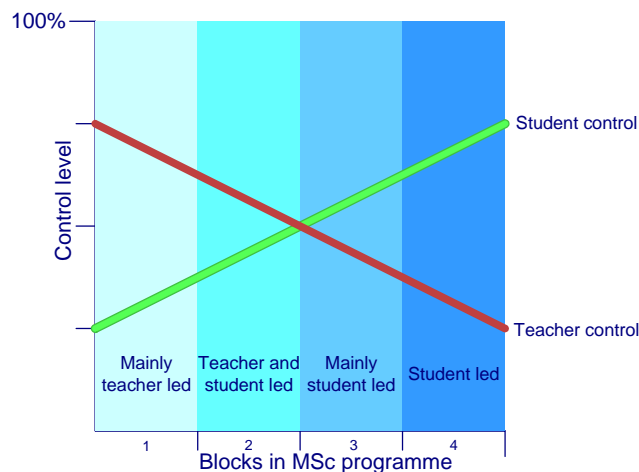 100%
Control level
Student control
Teacher control
Mainly
teacher led
Teacher and
student led
Mainly
student led
Student led
1
2
3
4
Blocks in MSc programme